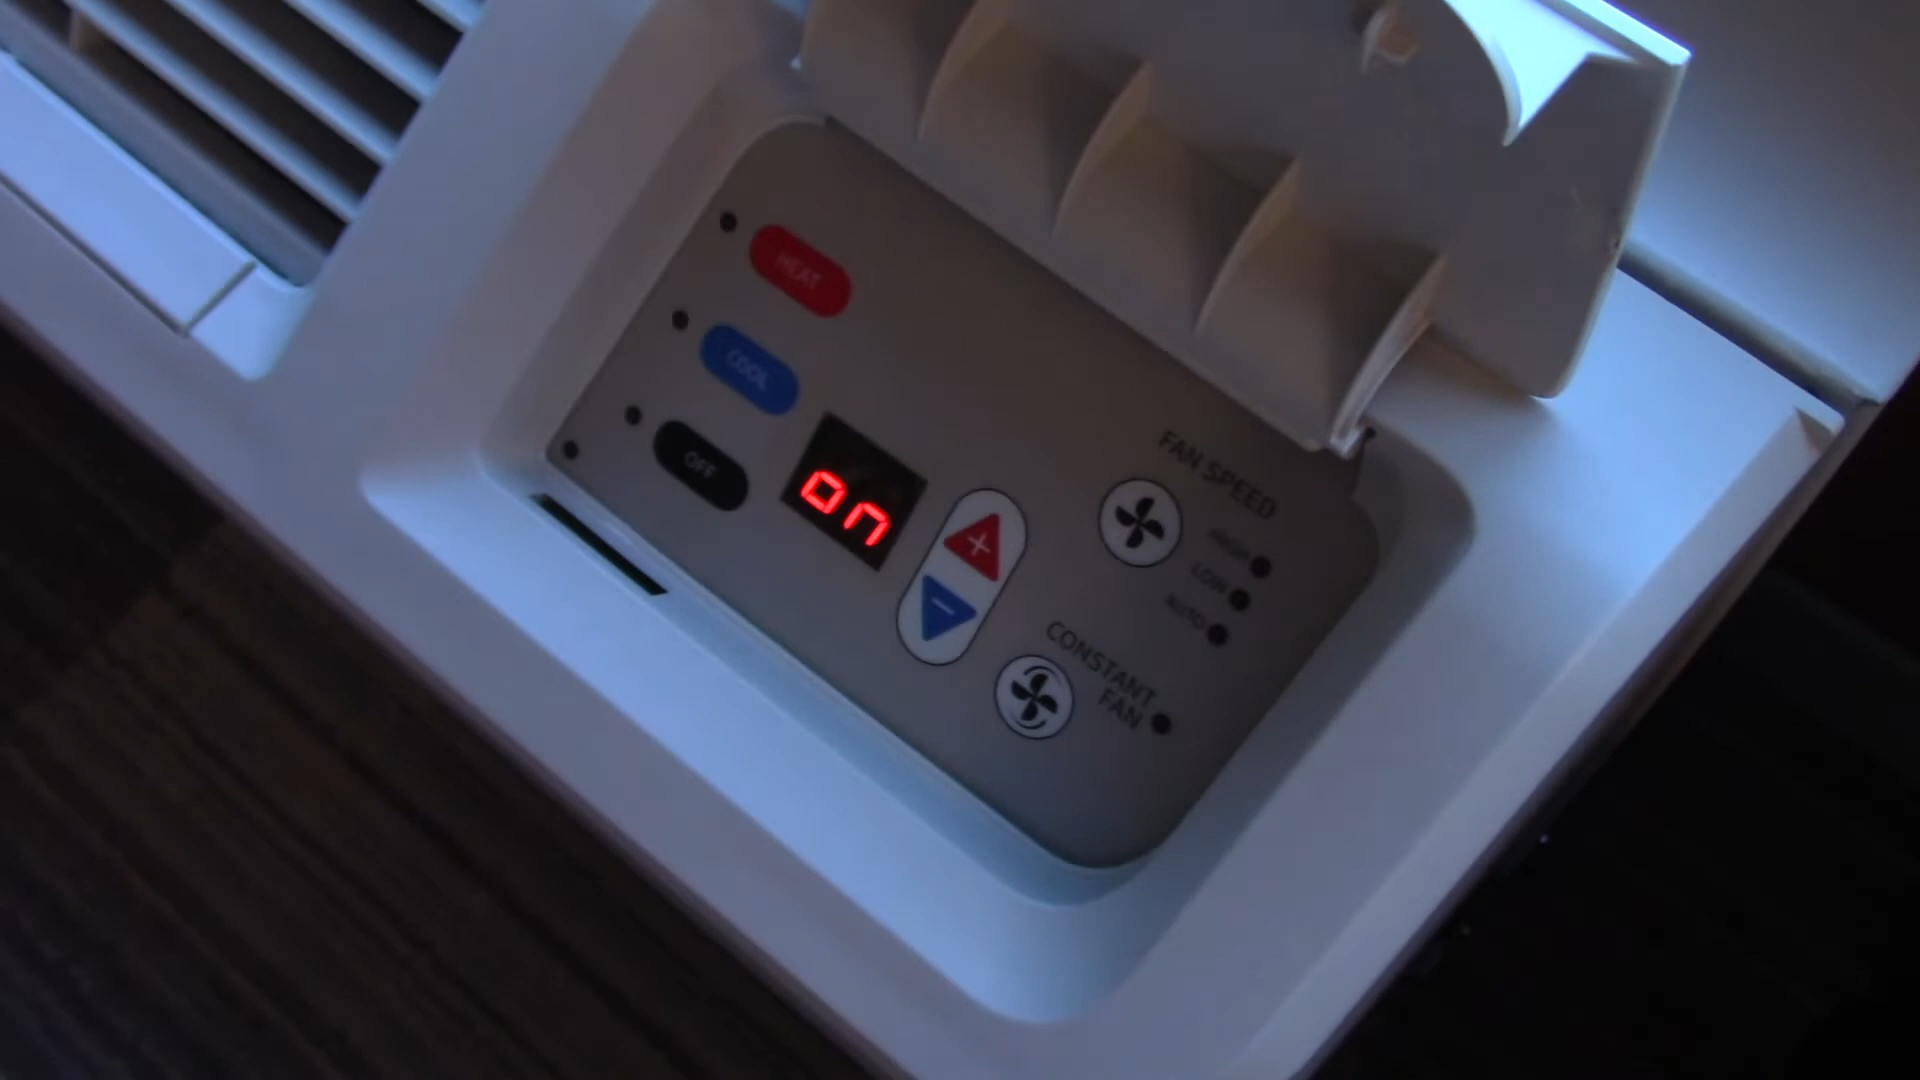 HEAT
COOL
OFF
on
+
−
FAN SPEED
HIGH
LOW
AUTO
CONSTANT
FAN